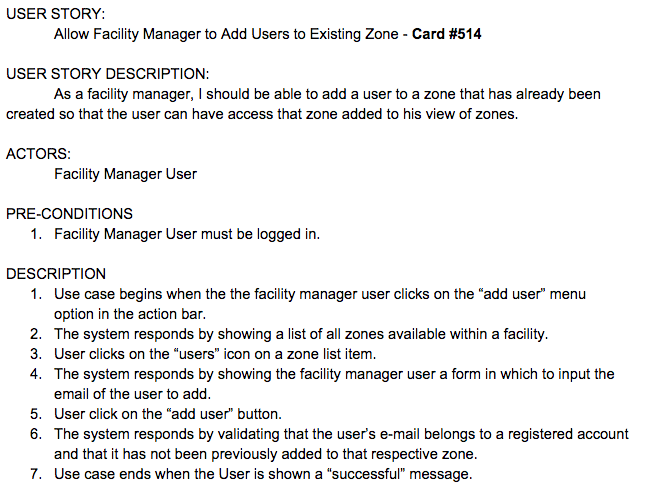 USER STORY:
Allow Facility Manager to Add Users to Existing Zone - Card #514
USER STORY DESCRIPTION:
As a facility manager, I should be able to add a user to a zone that has already been
created so that the user can have access that zone added to his view of zones.
ACTORS:
Facility Manager User
PRE-CONDITIONS
1. Facility Manager User must be logged in.
DESCRIPTION
1. Use case begins when the the facility manager user clicks on the “add user” menu
option in the action bar.
2. The system responds by showing a list of all zones available within a facility.
3. User clicks on the “users” icon on a zone list item.
4. The system responds by showing the facility manager user a form in which to input the
email of the user to add.
5. User click on the “add user” button.
6. The system responds by validating that the user’s e-mail belongs to a registered account
and that it has not been previously added to that respective zone.
7. Use case ends when the User is shown a “successful” message.